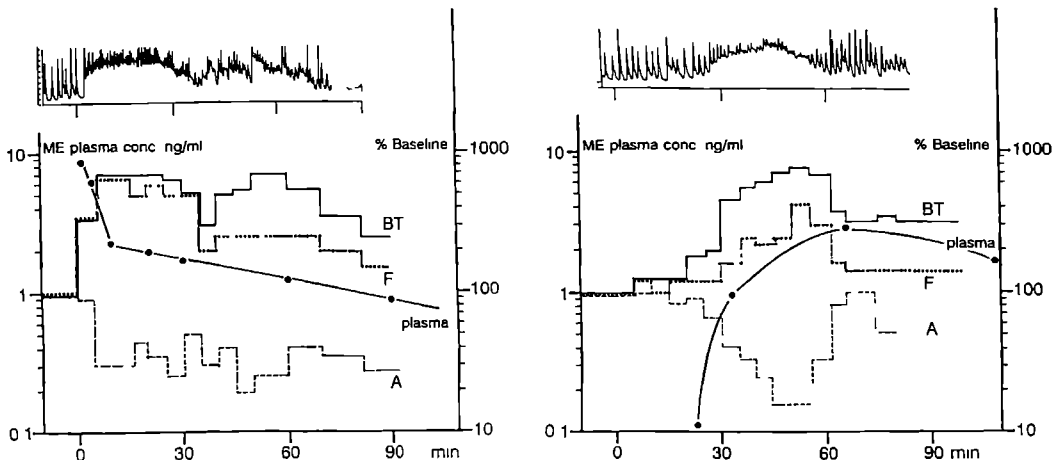 ME plasma conc ng/ml
% Baseline
10
1000
BT
F
1
100
plasma
A
0 1
10
0
30
60
90 min
ME plasma conc ng/ml
% Baseline
10
1000
BT
plasma
F
1
100
A
0.1
10
0
30
60
90 min